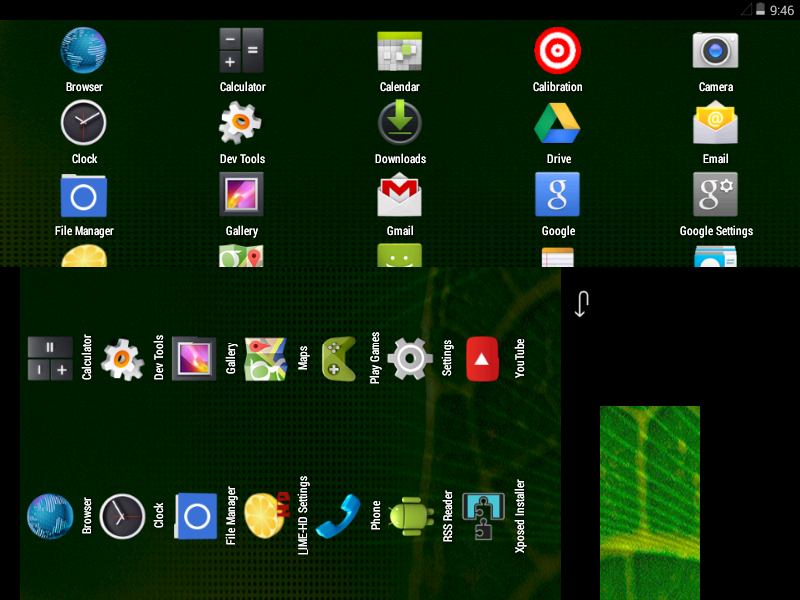 9:46
Browser
Calculator
Calendar
Calibration
Camera
Clock
Dev Tools
Downloads
Drive
Email
File Manager
Gallery
Gmail
Google
Google Settings
Calculator
Dev Tools
Gallery
Maps
Play Games
Settings
YouTube
Browser
Clock
File Manager
LIME-HD Settings
Phone
RSS Reader
Xposed Installer